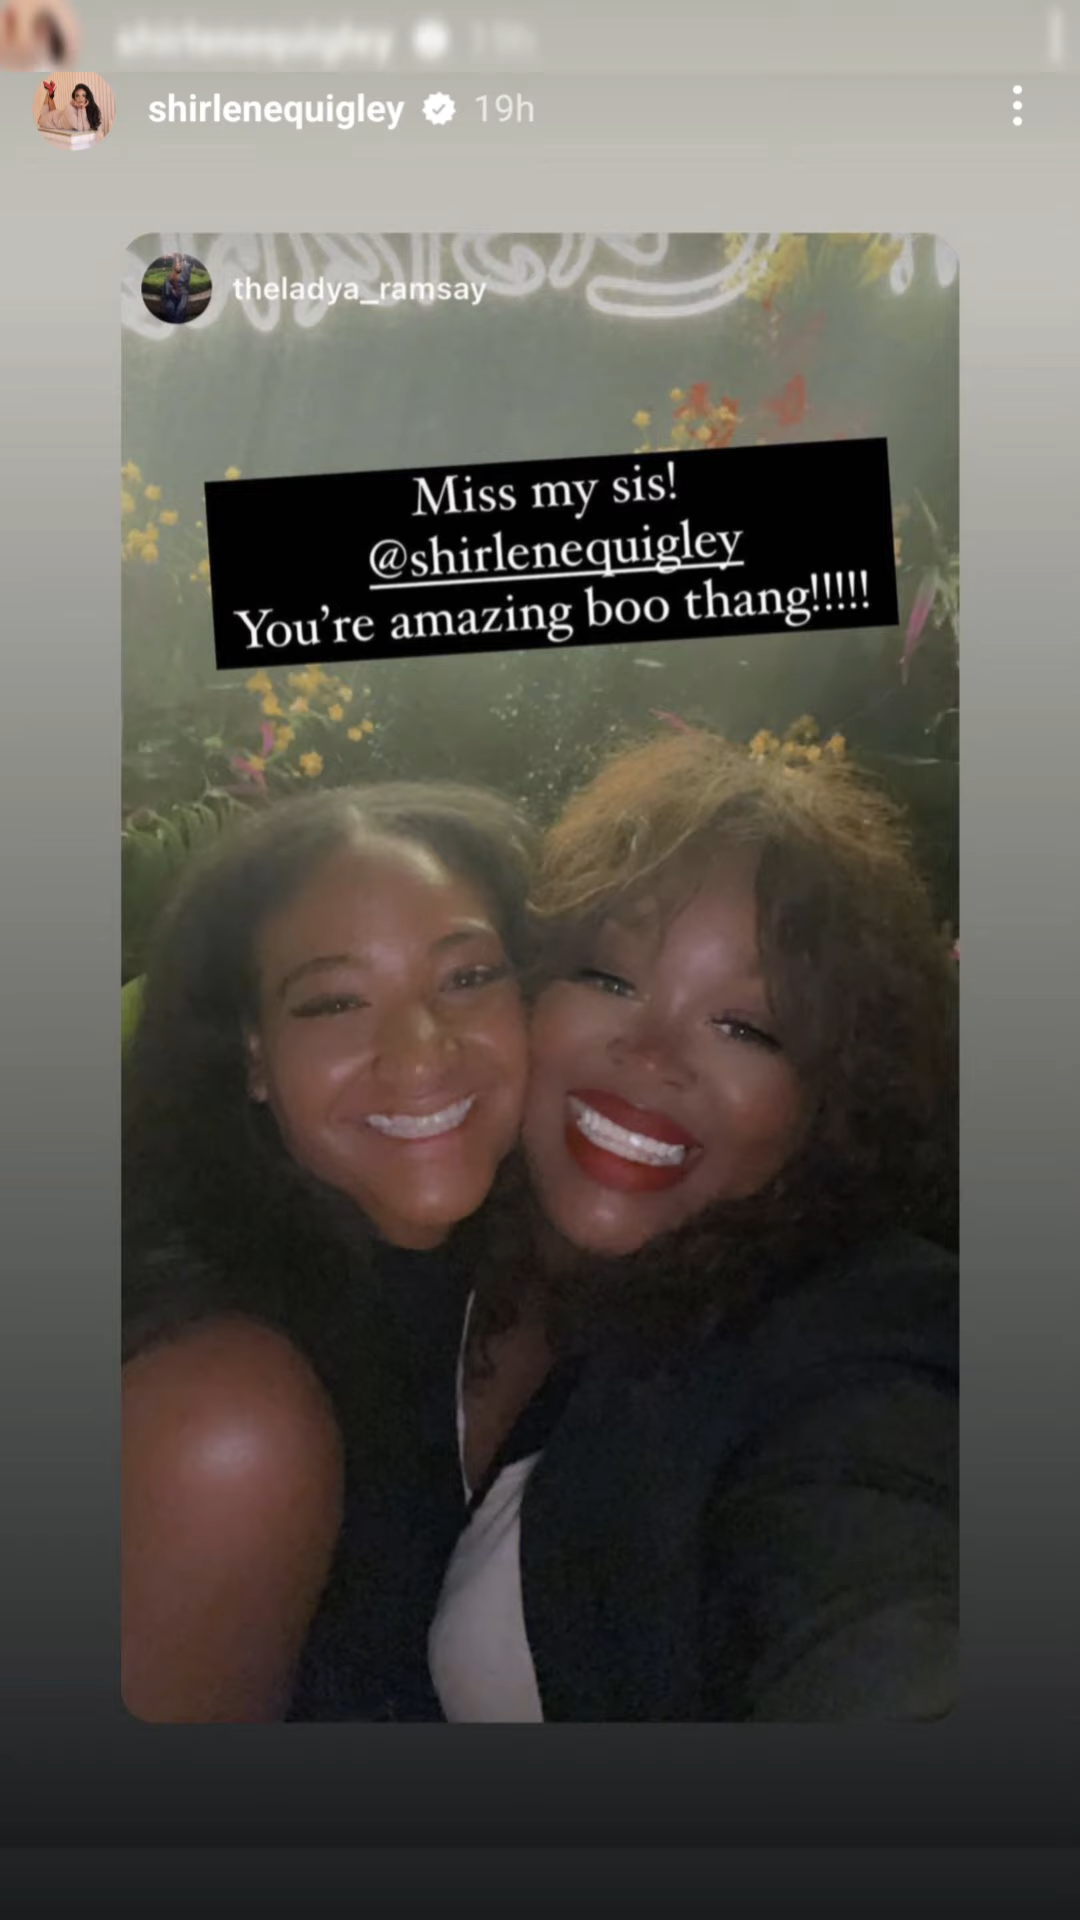 shirlenequigley 19h
theladya_ramsay
Miss my sis!
@shirlenequigley
You're amazing boo thang!!!!!